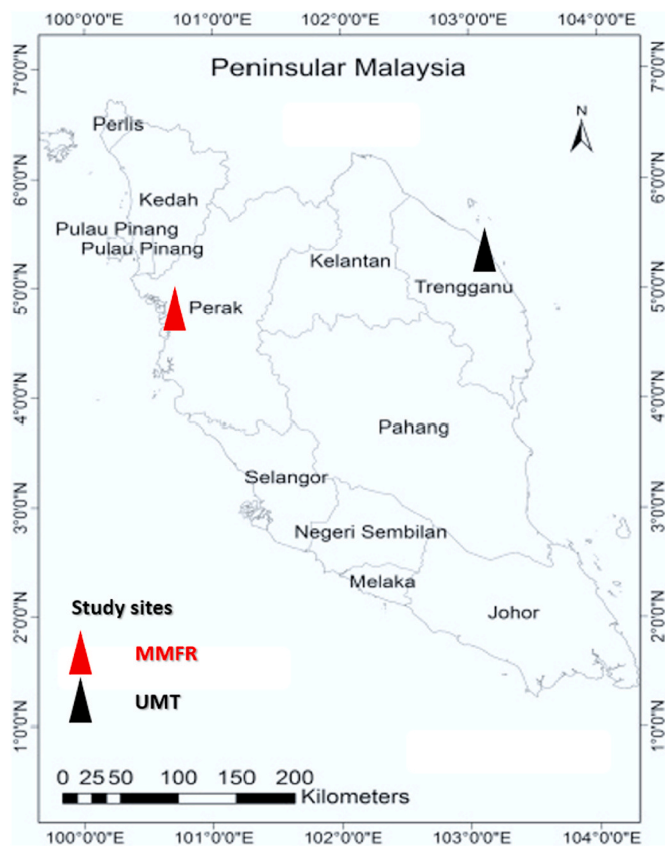 100°0'0"E 101°0'0"E 102°0'0"E 103°0'0"E 104°0'0"E
Peninsular Malaysia
7°0'0"N 7°0'0"N
N
Perlis
6°0'0"N 6°0'0"N
Kedah
Pulau Pinang
Pulau Pinang
Kelantan
Trengganu
5°0'0"N 5°0'0"N
Perak
4°0'0"N 4°0'0"N
Pahang
Selangor
3°0'0"N 3°0'0"N
Negeri Sembilan
Melaka
Johor
2°0'0"N 2°0'0"N
Study sites
MMFR
UMT
1°0'0"N 1°0'0"N
0 25 50 100 150 200
Kilometers
100°0'0"E 101°0'0"E 102°0'0"E 103°0'0"E 104°0'0"E